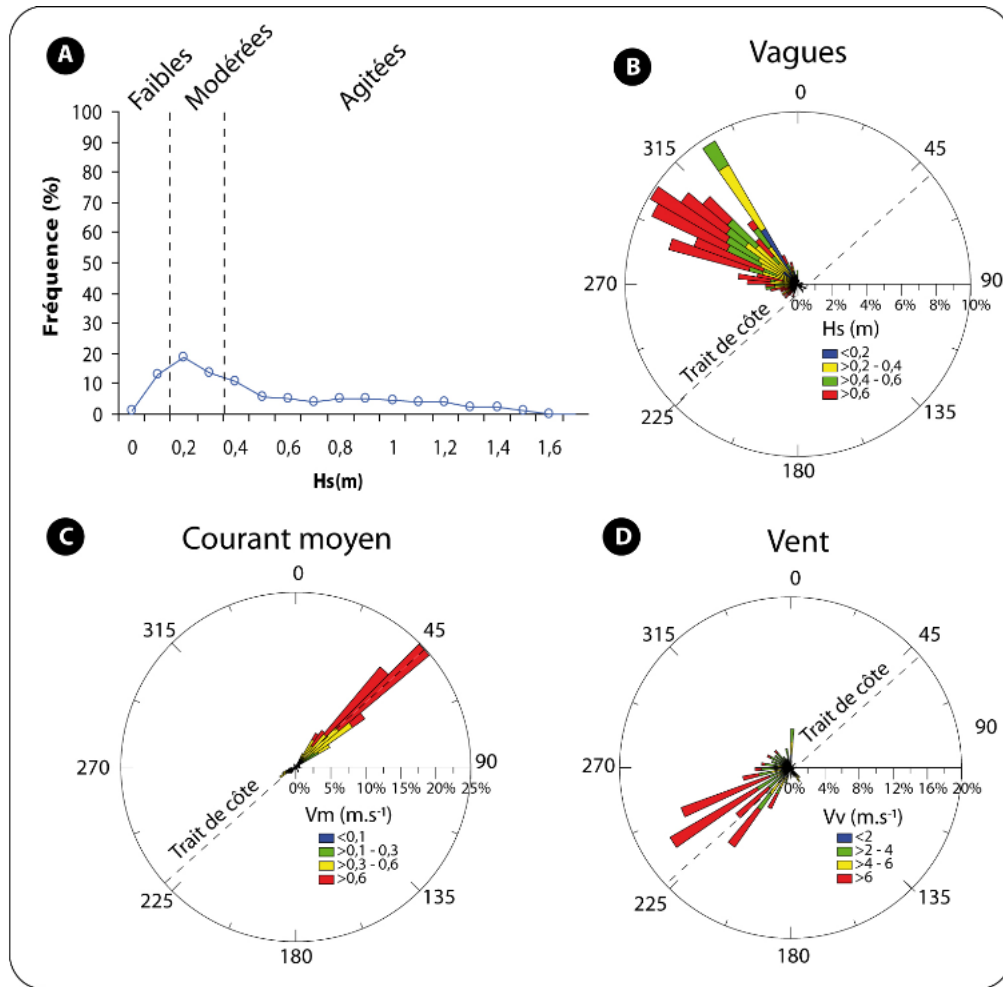 A
Faibles
Modérées
Agitées
Fréquence (%)
100
90
80
70
60
50
40
30
20
10
0
0 0,2 0,4 0,6 0,8 1 1,2 1,4 1,6
Hs(m)
B
Vagues
0
315 45
270 90
225 135
180
Trait de côte
0% 2% 4% 6% 8% 10%
Hs (m)
<0,2
>0,2 - 0,4
>0,4 - 0,6
>0,6
C
Courant moyen
0
315 45
270 90
225 135
180
Trait de côte
0% 5% 10% 15% 20% 25%
Vm (m.s⁻¹)
<0,1
>0,1 - 0,3
>0,3 - 0,6
>0,6
D
Vent
0
315 45
270 90
225 135
180
Trait de côte
0% 4% 8% 12% 16% 20%
Vv (m.s⁻¹)
<2
>2 - 4
>4 - 6
>6